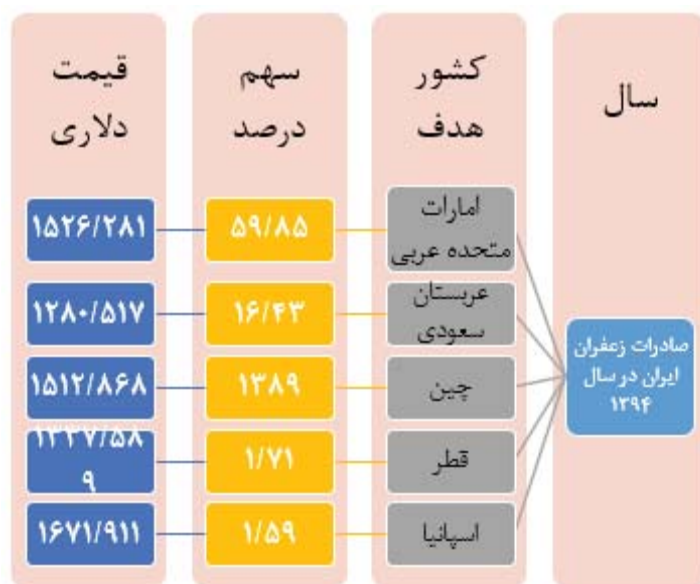 سال
کشور
هدف
سهم
درصد
قیمت
دلاری
صادرات زعفران
ایران در سال
۱۳۹۴
امارات
متحده عربی
۵۹/۸۵
۱۵۲۶/۲۸۱
عربستان
سعودی
۱۶/۴۳
۱۲۸۰/۵۱۷
چین
۱۳۸۹
۱۵۱۲/۸۶۸
قطر
۱/۷۱
۱۳۳۷/۵۸
۹
اسپانیا
۱/۵۹
۱۶۷۱/۹۱۱